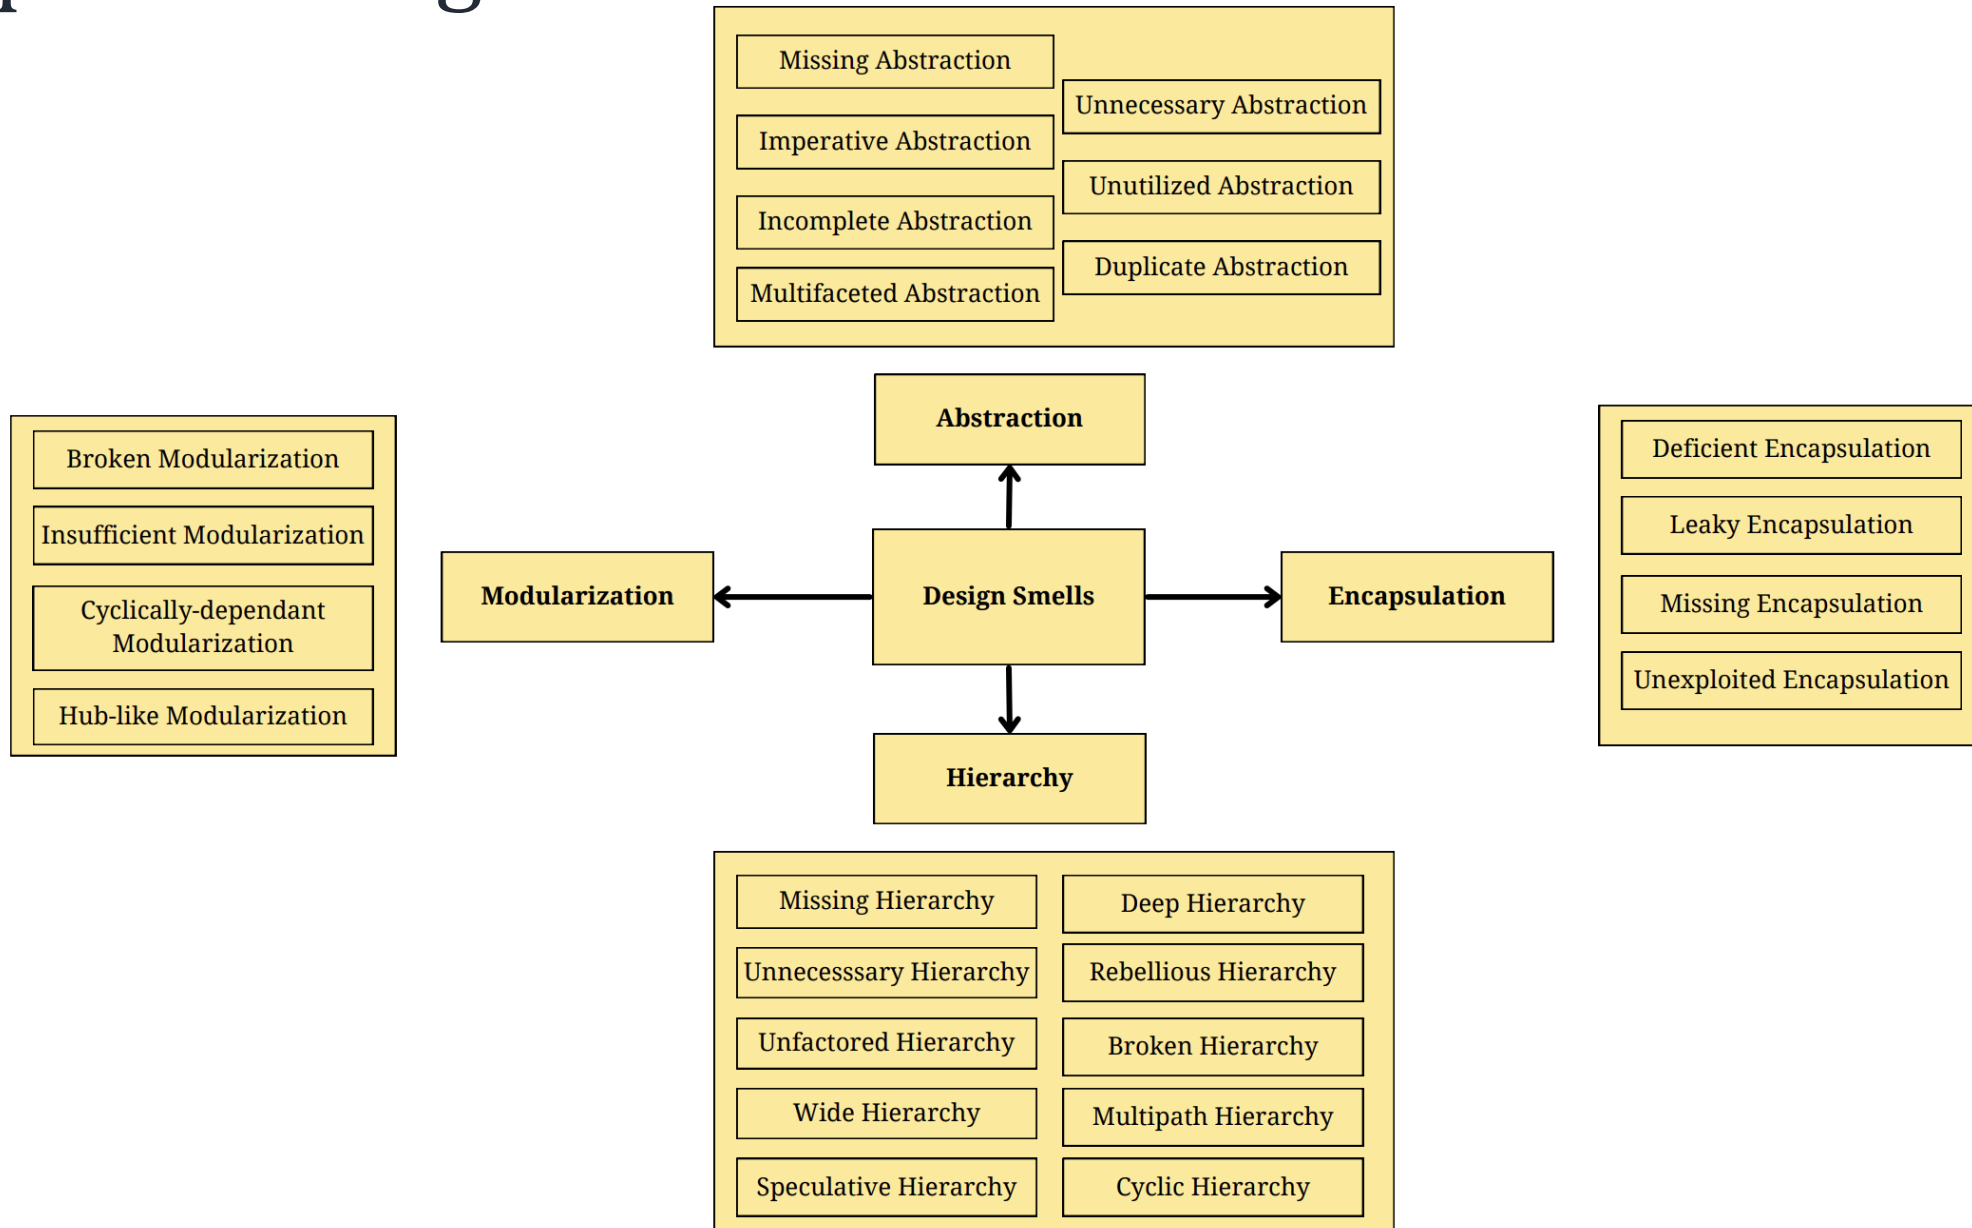 Missing Abstraction
Imperative Abstraction
Incomplete Abstraction
Multifaceted Abstraction
Unnecessary Abstraction
Unutilized Abstraction
Duplicate Abstraction
Abstraction
Broken Modularization
Insufficient Modularization
Cyclically-dependant
Modularization
Hub-like Modularization
Modularization
Design Smells
Encapsulation
Deficient Encapsulation
Leaky Encapsulation
Missing Encapsulation
Unexploited Encapsulation
Hierarchy
Missing Hierarchy
Unnecesssary Hierarchy
Unfactored Hierarchy
Wide Hierarchy
Speculative Hierarchy
Deep Hierarchy
Rebellious Hierarchy
Broken Hierarchy
Multipath Hierarchy
Cyclic Hierarchy